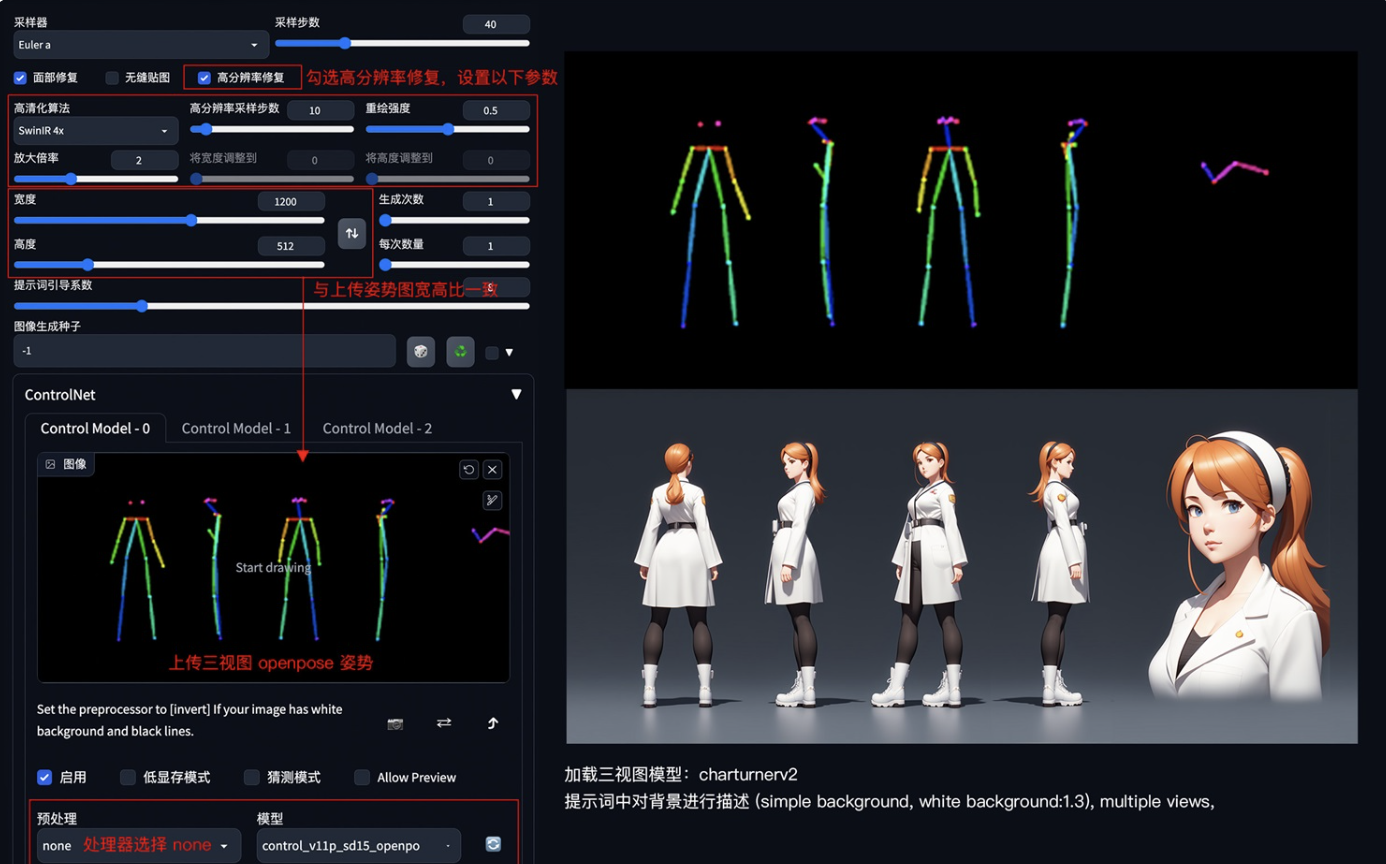 采样器
采样步数
40
Euler a
面部修复
无缝贴图
高分辨率修复
勾选高分辨率修复，设置以下参数
高清化算法
高分辨率采样步数
10
重绘强度
0.5
SwinIR 4x
放大倍率
2
将宽度调整到
0
将高度调整到
0
宽度
1200
生成次数
1
高度
512
每次数量
1
提示词引导系数
8
与上传姿势图宽高比一致
图像生成种子
-1
ControlNet
Control Model - 0
Control Model - 1
Control Model - 2
图像
Start drawing
上传三视图 openpose 姿势
Set the preprocessor to [invert] If your image has white
background and black lines.
启用
低显存模式
猜测模式
Allow Preview
预处理
模型
none
处理器选择 none
control_v11p_sd15_openpo
加载三视图模型：charturnerv2
提示词中对背景进行描述 (simple background, white background:1.3), multiple views,